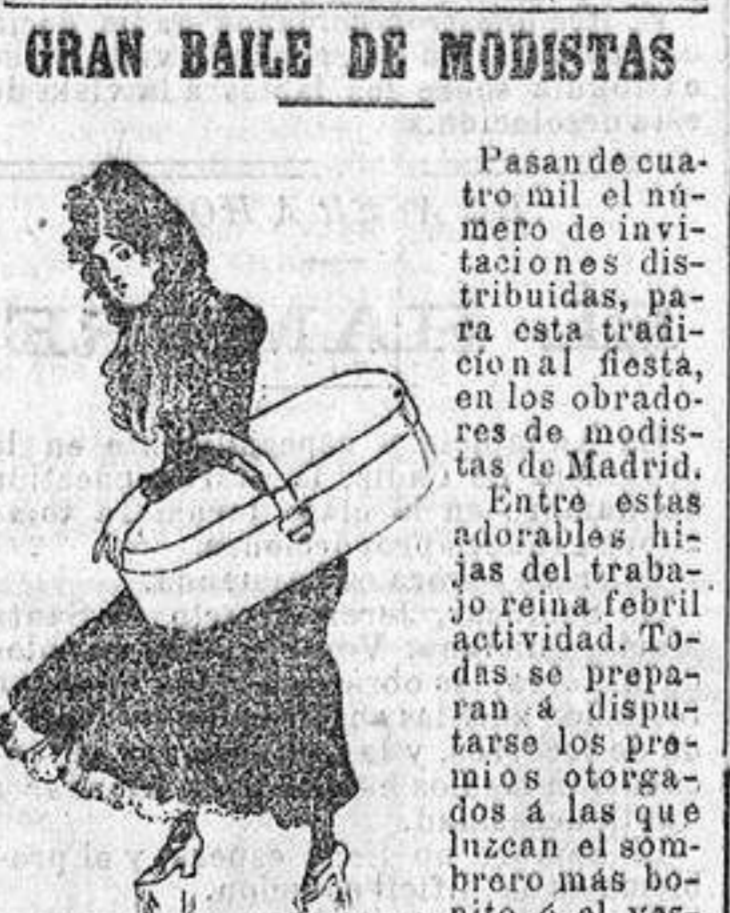 GRAN BAILE DE MODISTAS
Pasan de cua-
tro mil el nú-
mero de invi-
taciones dis-
tribuidas, pa-
ra esta tradi-
cional fiesta,
en los obrado-
res de modis-
tas de Madrid.
Entre estas
adorables hi-
jas del traba-
jo reina febril
actividad. To-
das se prepa-
ran á dispu-
tarse los pre-
mios otorga-
dos á las que
luzcan el som-
brero más bo-